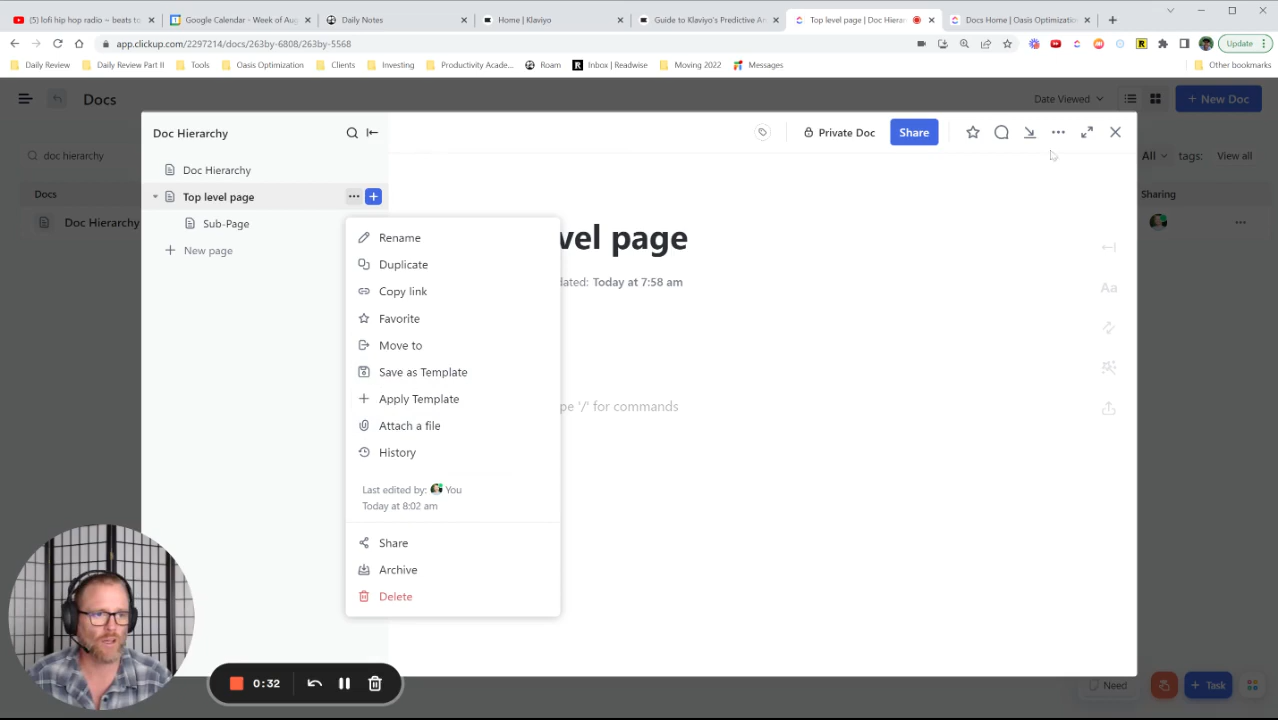 (5) lofi hip hop radio ~ beats to
Google Calendar - Week of Aug
Daily Notes
Home | Klaviyo
Guide to Klaviyo's Predictive An
Top level page | Doc Hierar
Docs Home | Oasis Optimizatio
app.clickup.com/2297214/docs/263by-6808/263by-5568
Update
Daily Review
Daily Review Part II
Tools
Oasis Optimization
Clients
Investing
Productivity Acade...
Roam
Inbox | Readwise
Moving 2022
Messages
Other bookmarks
Docs
Date Viewed
+ New Doc
doc hierarchy
All
tags:
View all
Docs
Sharing
Doc Hierarchy
Doc Hierarchy
Private Doc
Share
Doc Hierarchy
Top level page
Sub-Page
New page
vel page
dated: Today at 7:58 am
pe '/' for commands
Aa
Rename
Duplicate
Copy link
Favorite
Move to
Save as Template
Apply Template
Attach a file
History
Last edited by: You
Today at 8:02 am
Share
Archive
Delete
0:32
Need
+ Task